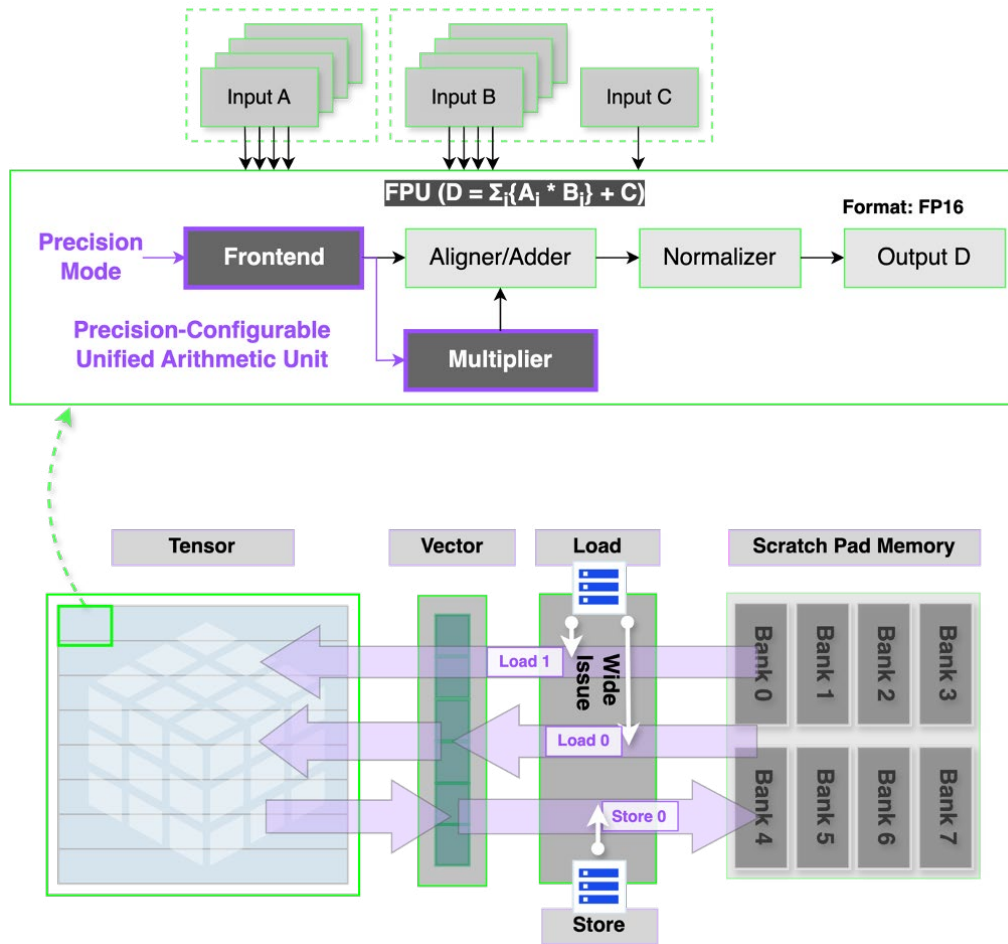 Input A
Input B
Input C
FPU (D = Σi{Ai * Bi} + C)
Format: FP16
Precision
Mode
Frontend
Aligner/Adder
Normalizer
Output D
Precision-Configurable
Unified Arithmetic Unit
Multiplier
Tensor
Vector
Load
Scratch Pad Memory
Load 1
Wide
Issue
Load 0
Store 0
Bank 0
Bank 1
Bank 2
Bank 3
Bank 4
Bank 5
Bank 6
Bank 7
Store